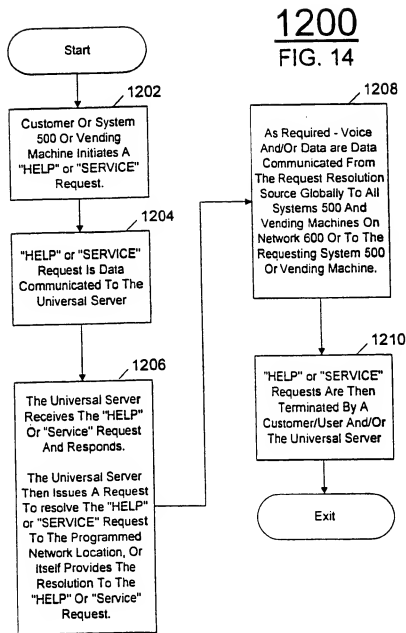 1200
FIG. 14
Start
1202
Customer Or System
500 Or Vending
Machine Initiates A
"HELP" or "SERVICE"
Request.
1204
"HELP" or "SERVICE"
Request Is Data
Communicated To The
Universal Server
1206
The Universal Server
Receives The "HELP"
Or "Service" Request
And Responds.
The Universal Server
Then Issues A Request
To resolve The "HELP"
or "SERVICE" Request
To The Programmed
Network Location, Or
Itself Provides The
Resolution To The
"HELP" Or "Service"
Request.
1208
As Required - Voice
And/Or Data are Data
Communicated From
The Request Resolution
Source Globally To All
Systems 500 And
Vending Machines On
Network 600 Or To The
Requesting System 500
Or Vending Machine.
1210
"HELP" or "SERVICE"
Requests Are Then
Terminated By A
Customer/User And/Or
The Universal Server
Exit